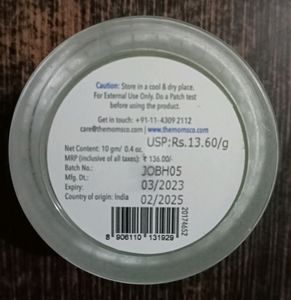 Caution: Store in a cool & dry place.
For External Use Only. Do a Patch test
before using the product.
Get in touch: +91-11-4309 2112
care@themomsco.com | www.themomsco.com
USP:Rs.13.60/g
Net Content: 10 gm/ 0.4 oz.
MRP (inclusive of all taxes): ₹ 136.00/-
Batch No.: JOBH05
Mfg. Dt.: 03/2023
Expiry: 02/2025
Country of origin: India
8 906110 131929
20174652